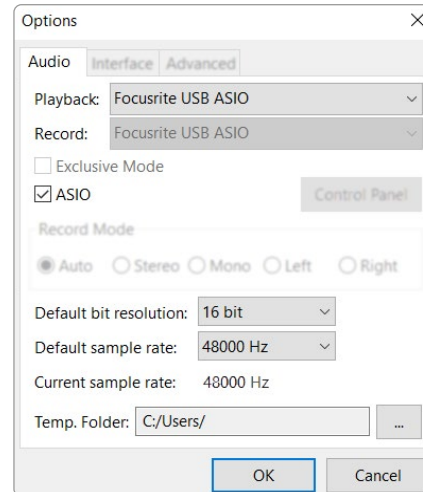 Options
Audio Interface Advanced
Playback: Focusrite USB ASIO
Record: Focusrite USB ASIO
Exclusive Mode
ASIO Control Panel
Record Mode
Auto Stereo Mono Left Right
Default bit resolution: 16 bit
Default sample rate: 48000 Hz
Current sample rate: 48000 Hz
Temp. Folder: C:/Users/ ...
OK Cancel